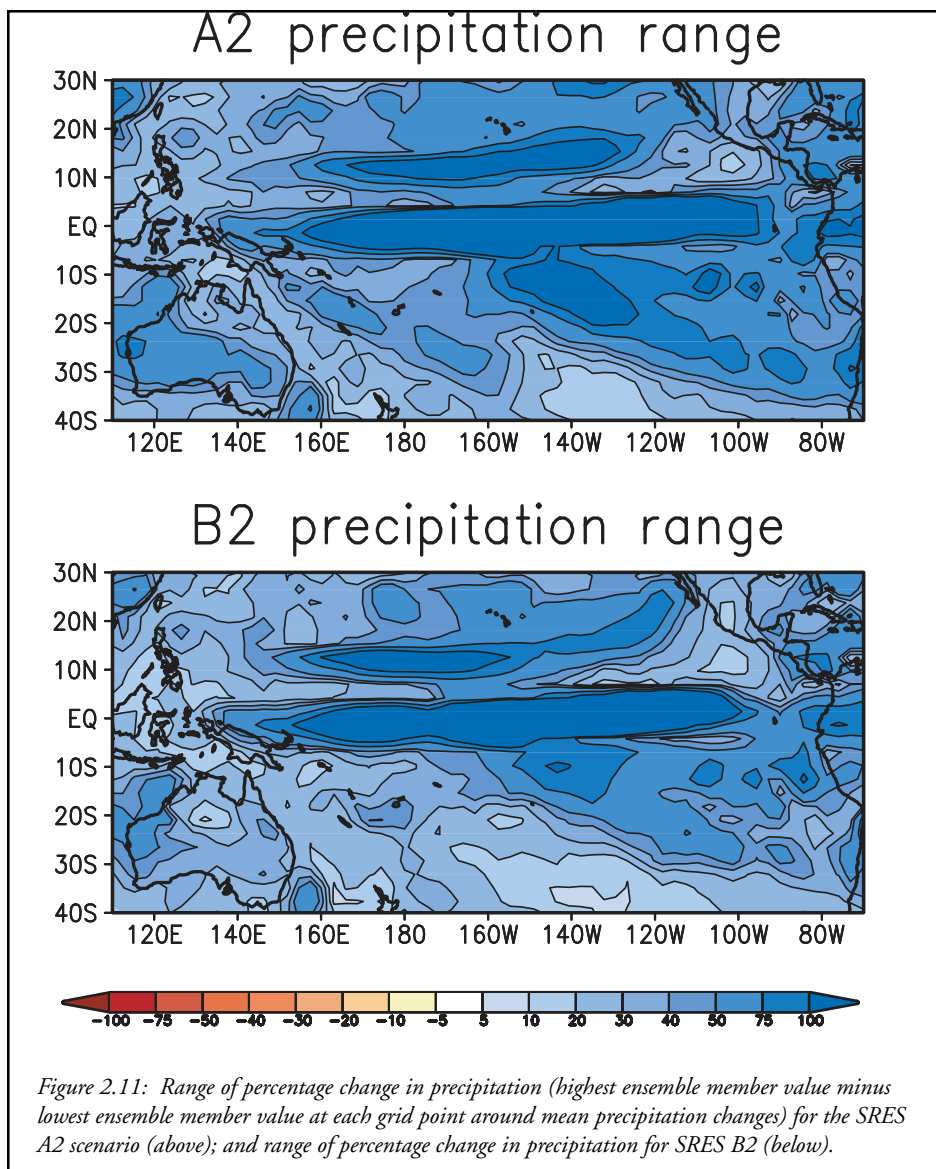 A2 precipitation range
30N
20N
10N
EQ
10S
20S
30S
40S
120E 140E 160E 180 160W 140W 120W 100W 80W
B2 precipitation range
30N
20N
10N
EQ
10S
20S
30S
40S
120E 140E 160E 180 160W 140W 120W 100W 80W
-100 -75 -50 -40 -30 -20 -10 -5 5 10 20 30 40 50 75 100
Figure 2.11: Range of percentage change in precipitation (highest ensemble member value minus
lowest ensemble member value at each grid point around mean precipitation changes) for the SRES
A2 scenario (above); and range of percentage change in precipitation for SRES B2 (below).